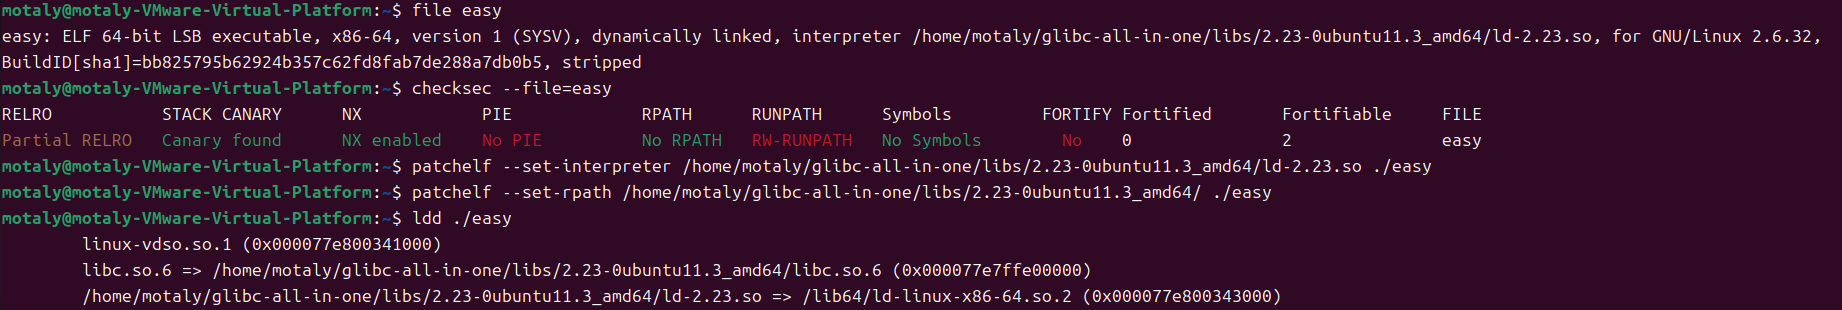 motaly@motaly-VMware-Virtual-Platform:~$ file easy
easy: ELF 64-bit LSB executable, x86-64, version 1 (SYSV), dynamically linked, interpreter /home/motaly/glibc-all-in-one/libs/2.23-0ubuntu11.3_amd64/ld-2.23.so, for GNU/Linux 2.6.32,
BuildID[sha1]=bb825795b62924b357c62fd8fab7de288a7db0b5, stripped
motaly@motaly-VMware-Virtual-Platform:~$ checksec --file=easy
RELRO STACK CANARY NX PIE RPATH RUNPATH Symbols FORTIFY Fortified Fortifiable FILE
Partial RELRO Canary found NX enabled No PIE No RPATH RW-RUNPATH No Symbols No 0 2 easy
motaly@motaly-VMware-Virtual-Platform:~$ patchelf --set-interpreter /home/motaly/glibc-all-in-one/libs/2.23-0ubuntu11.3_amd64/ld-2.23.so ./easy
motaly@motaly-VMware-Virtual-Platform:~$ patchelf --set-rpath /home/motaly/glibc-all-in-one/libs/2.23-0ubuntu11.3_amd64/ ./easy
motaly@motaly-VMware-Virtual-Platform:~$ ldd ./easy
linux-vdso.so.1 (0x000077e800341000)
libc.so.6 => /home/motaly/glibc-all-in-one/libs/2.23-0ubuntu11.3_amd64/libc.so.6 (0x000077e7ffe00000)
/home/motaly/glibc-all-in-one/libs/2.23-0ubuntu11.3_amd64/ld-2.23.so => /lib64/ld-linux-x86-64.so.2 (0x000077e800343000)